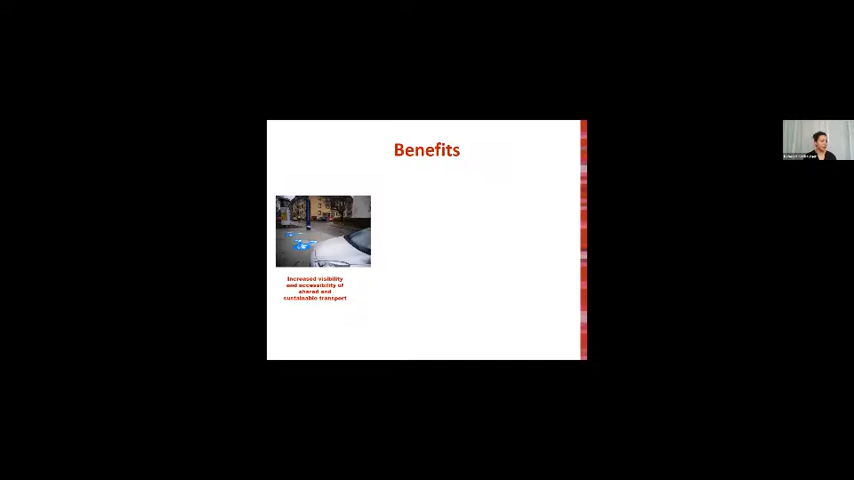 Benefits
Increased visibility
and accessibility of
shared and
sustainable transport